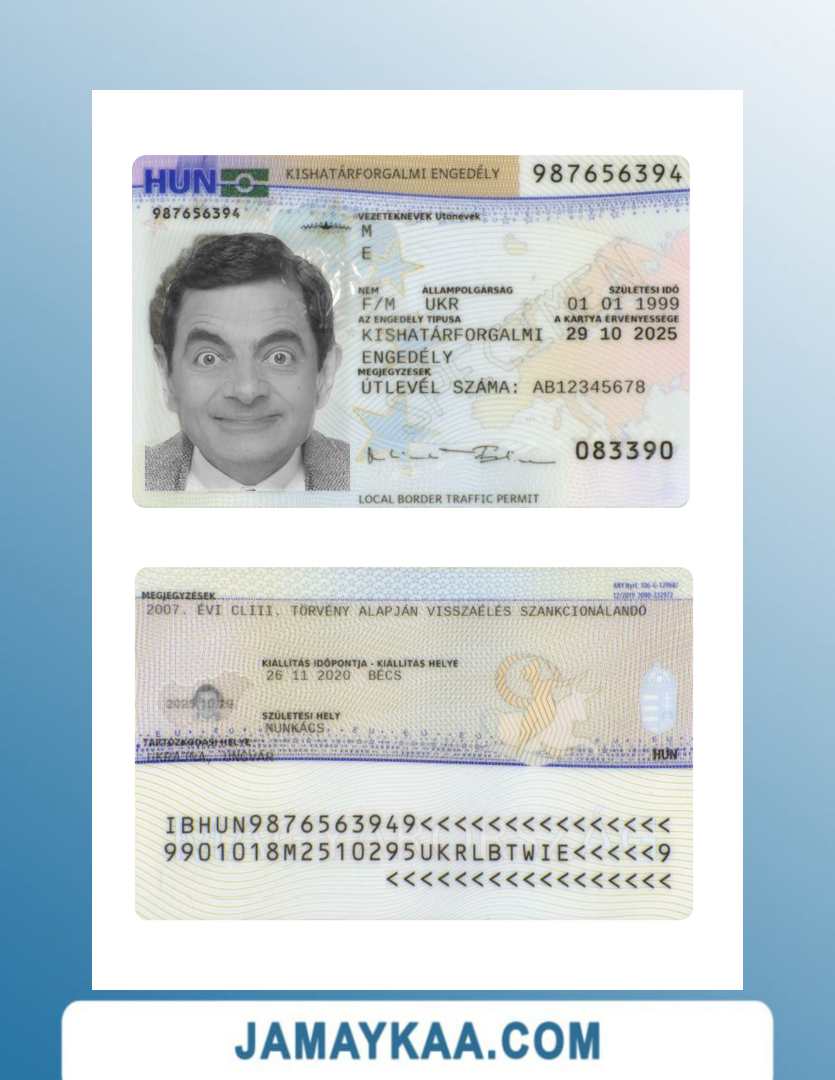 HUN KISHATÁRFORGALMI ENGEDÉLY 987656394
987656394
VEZETÉKNEVEK Utónevek
M
E
NEM ÁLLAMPOLGÁRSÁG SZÜLETÉSI IDŐ
F/M UKR 01 01 1999
AZ ENGEDÉLY TÍPUSA A KÁRTYA ÉRVÉNYESSÉGE
KISHATÁRFORGALMI 29 10 2025
ENGEDÉLY
MEGJEGYZÉSEK
ÚTLEVÉL SZÁMA: AB12345678
SPECIMEN
083390
LOCAL BORDER TRAFFIC PERMIT
MEGJEGYZÉSEK
2007. ÉVI CLIII. TÖRVÉNY ALAPJÁN VISSZAÉLÉS SZANKCIONÁLANDÓ
KIÁLLÍTÁS IDŐPONTJA - KIÁLLÍTÁS HELYE
26 11 2020 BÉCS
2025 10 29
SZÜLETÉSI HELY
MUNKÁCS
TARTÓZKODÁSI HELYE
UKRAJNA, UNGVÁR
HUN
IBHUN9876563949<<<<<<<<<<<<<<<
9901018M2510295UKRLBTWIE<<<<<9
<<<<<<<<<<<<<<<<<
JAMAYKAA.COM